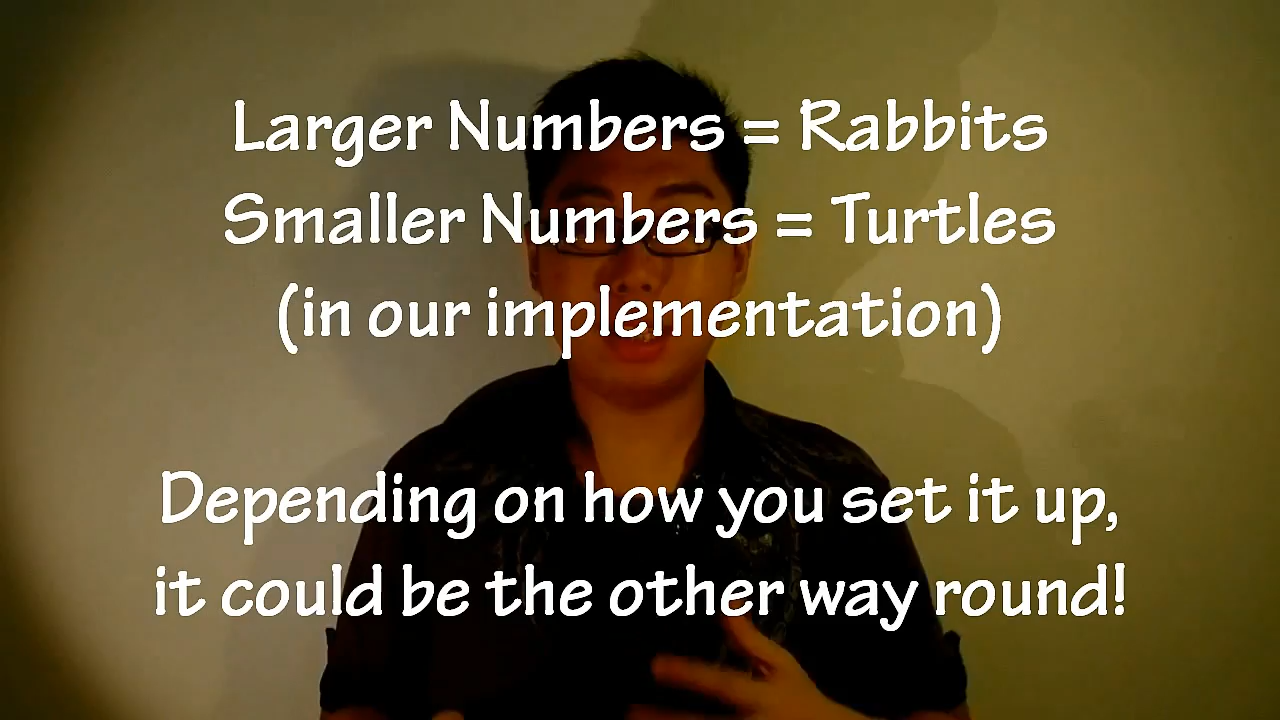 Larger Numbers = Rabbits
Smaller Numbers = Turtles
(in our implementation)
Depending on how you set it up,
it could be the other way round!